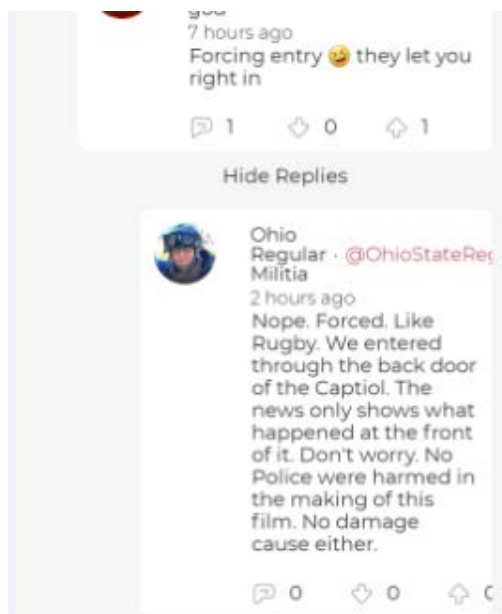 7 hours ago
Forcing entry 🤣 they let you
right in
1 0 1
Hide Replies
Ohio
Regular · @OhioStateReg
Militia
2 hours ago
Nope. Forced. Like
Rugby. We entered
through the back door
of the Captiol. The
news only shows what
happened at the front
of it. Don't worry. No
Police were harmed in
the making of this
film. No damage
cause either.
0 0